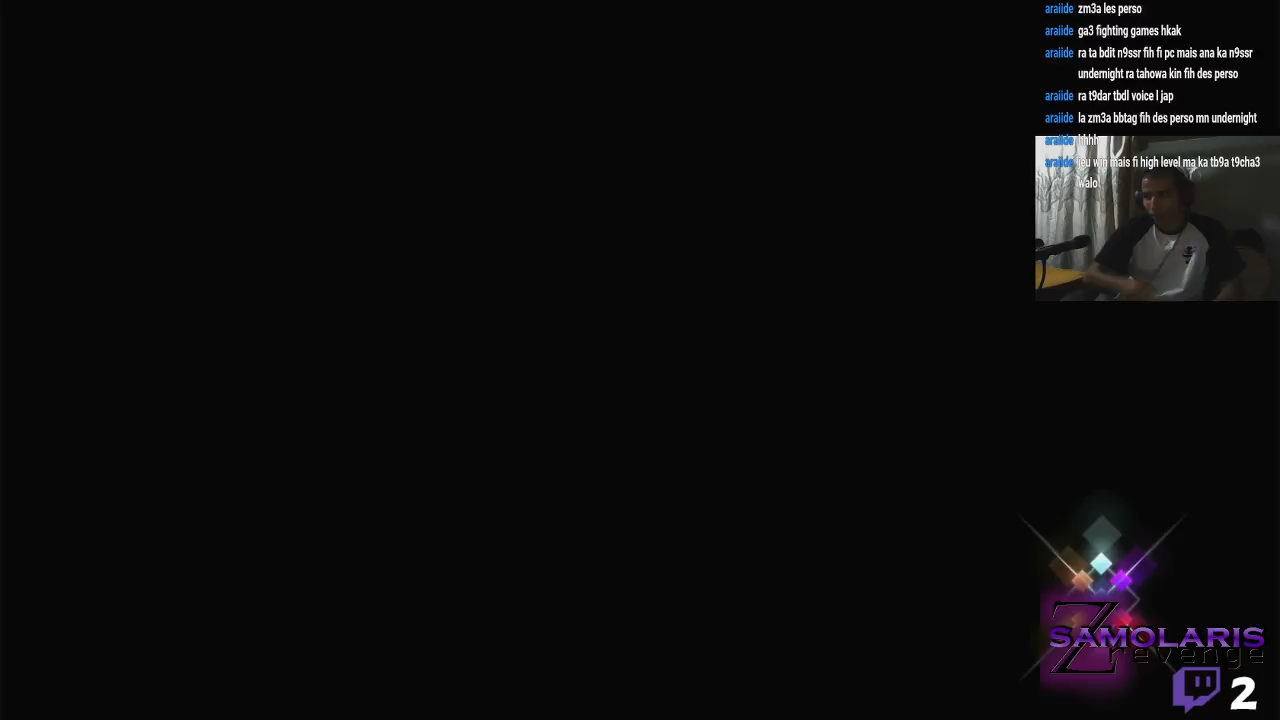 araiide zm3a les perso
araiide ga3 fighting games hkak
araiide ra ta bdit n9ssr fih fi pc mais ana ka n9ssr
undernight ra tahowa kin fih des perso
araiide ra t9dar tbdl voice l jap
araiide la zm3a bbtag fih des perso mn undernight
araiide hhhh
araiide jeu win mais fi high level ma ka tb9a t9cha3
walo
Z
SAMOLARIS
revenge
2